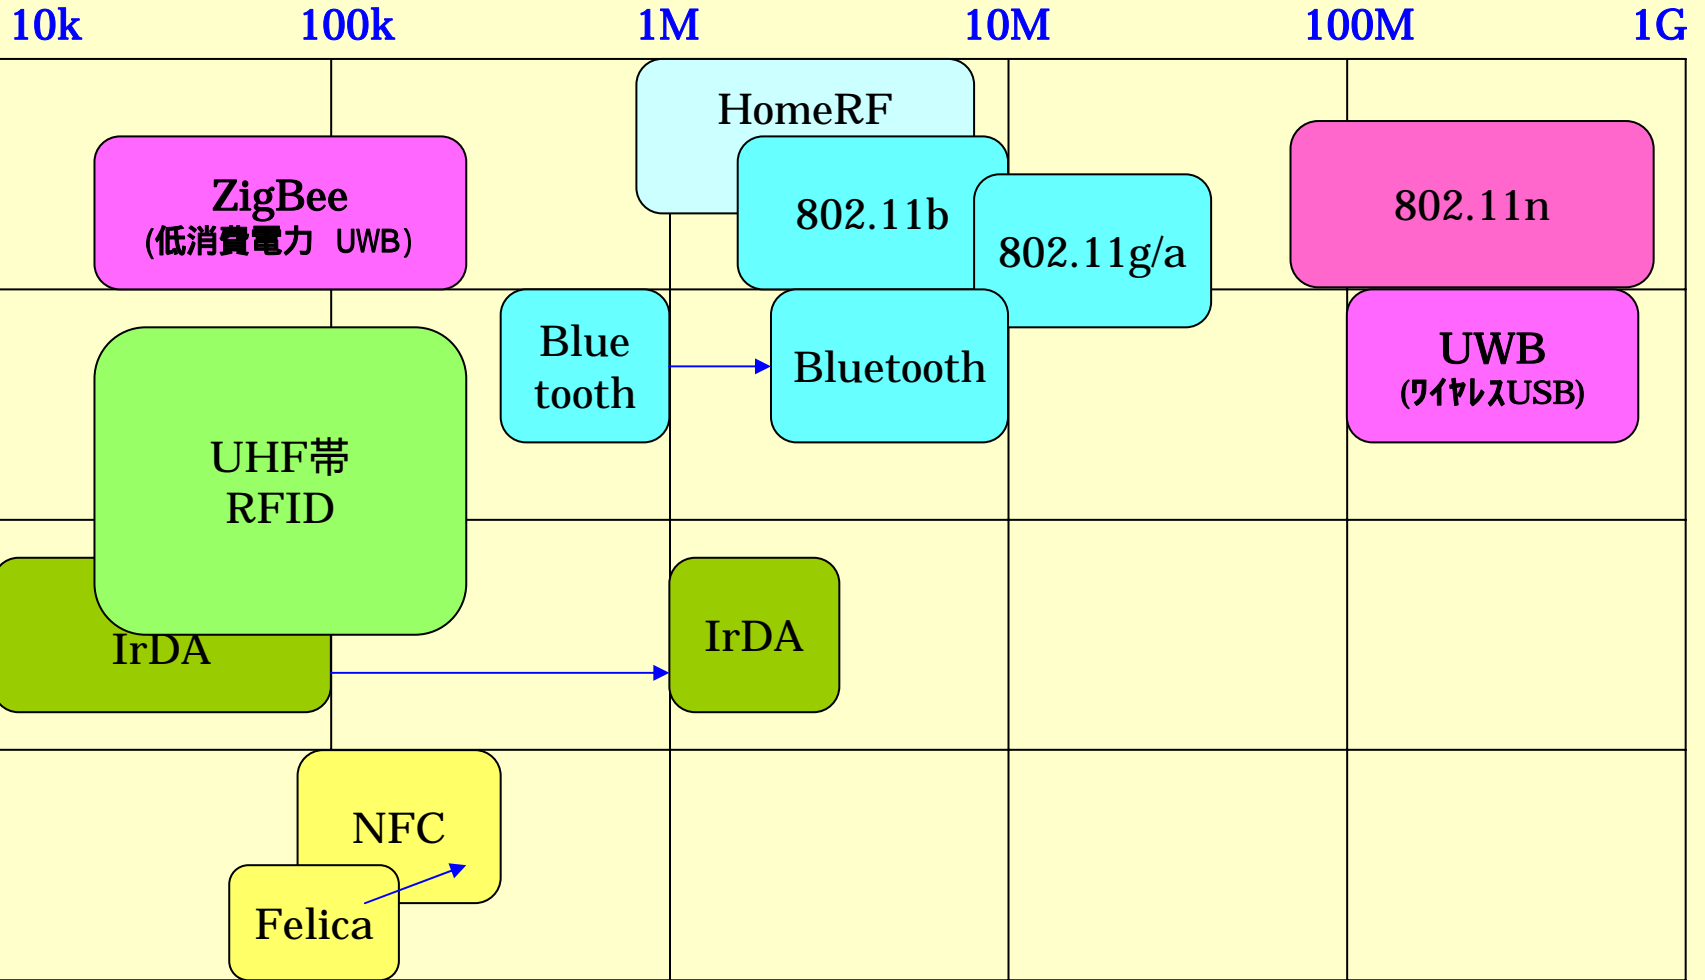 10k 100k 1M 10M 100M 1G
HomeRF
ZigBee
(低消費電力 UWB)
802.11b
802.11g/a
802.11n
Blue
tooth
Bluetooth
UWB
(ﾜｲﾔﾚｽUSB)
UHF帯
RFID
IrDA
IrDA
NFC
Felica